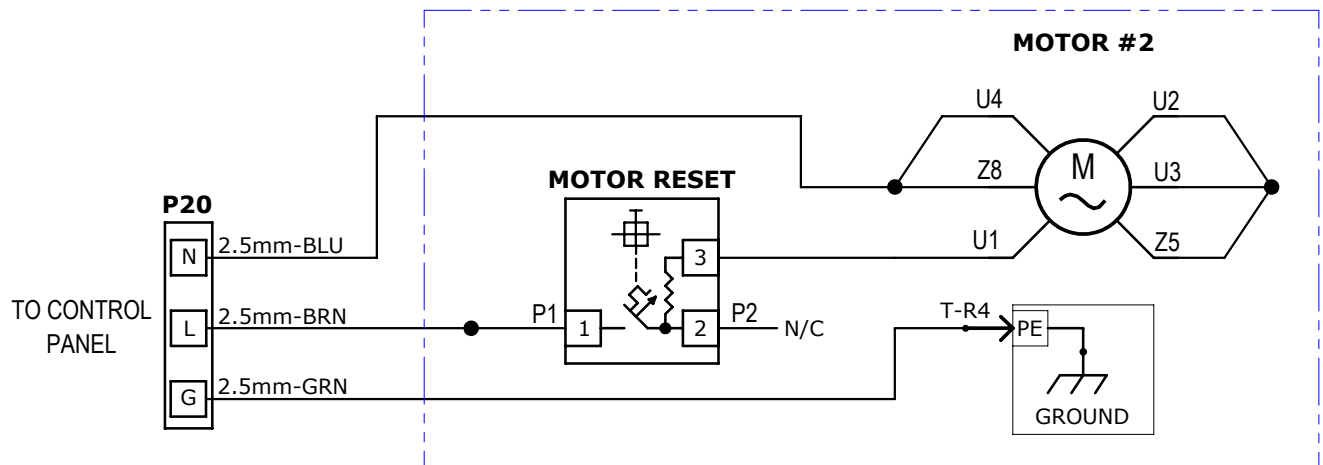 MOTOR #2
U4
U2
M
Z8
U3
MOTOR RESET
P20
U1
Z5
N
2.5mm-BLU
3
TO CONTROL
PANEL
L
2.5mm-BRN
P1
1
2
P2
N/C
T-R4
PE
G
2.5mm-GRN
GROUND